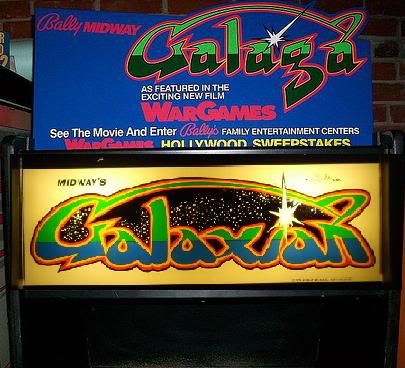 Bally MIDWAY
Galaga
AS FEATURED IN THE
EXCITING NEW FILM
WARGAMES
See The Movie And Enter Bally's FAMILY ENTERTAINMENT CENTERS
WARGAMES HOLLYWOOD SWEEPSTAKES
MIDWAY'S
Galaxian